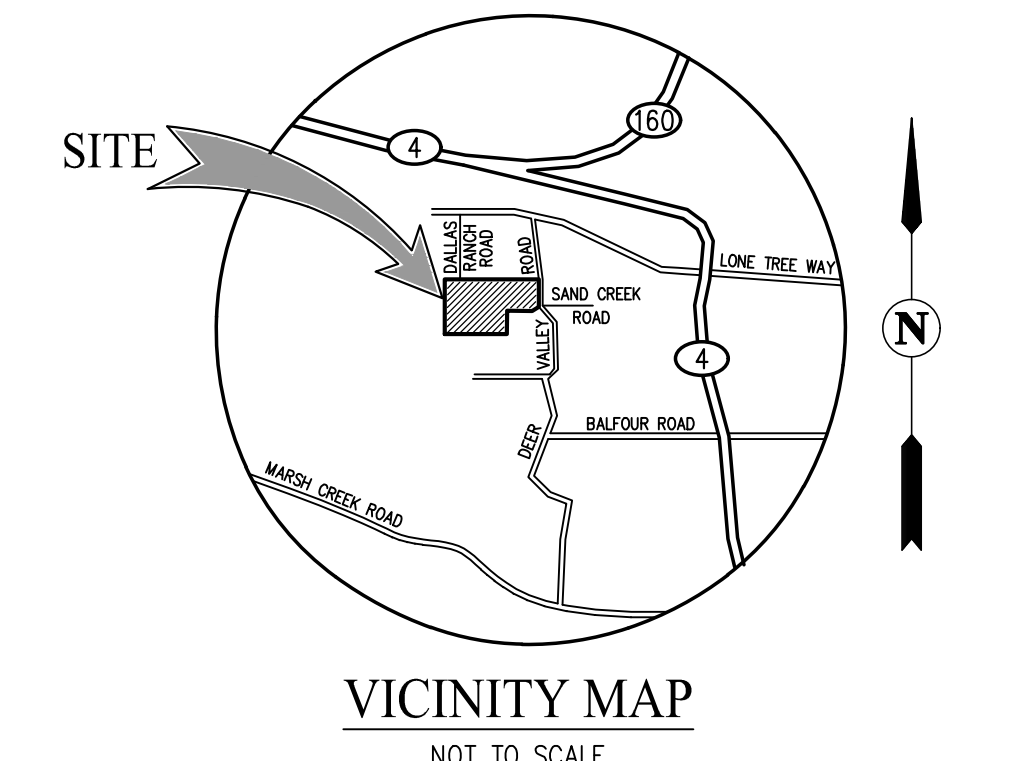 160
4
SITE
DALLAS
RANCH
ROAD
ROAD
LONE TREE WAY
SAND CREEK
ROAD
N
VALLEY
4
BALFOUR ROAD
DEER
MARSH CREEK ROAD
VICINITY MAP
NOT TO SCALE